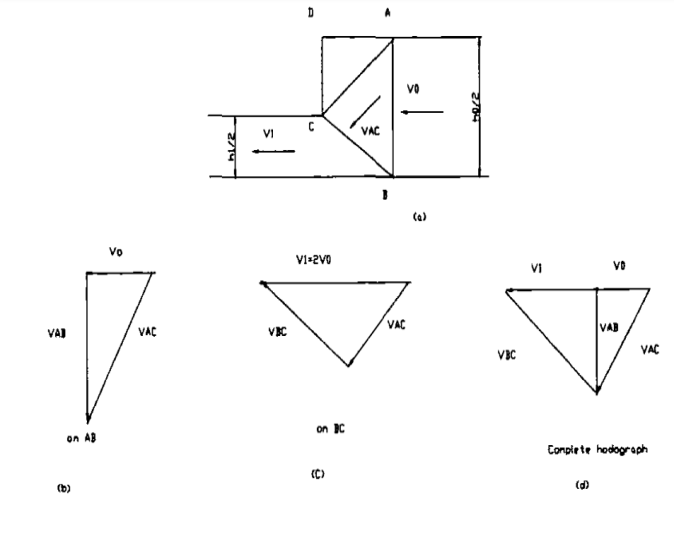 D A
V0
h0/2
C VAC
V1
h1/2
B
(a)
Vo
VAB VAC
on AB
(b)
V1=2V0
VBC VAC
on BC
(C)
V1 V0
VAB
VBC VAC
Complete hodograph
(d)